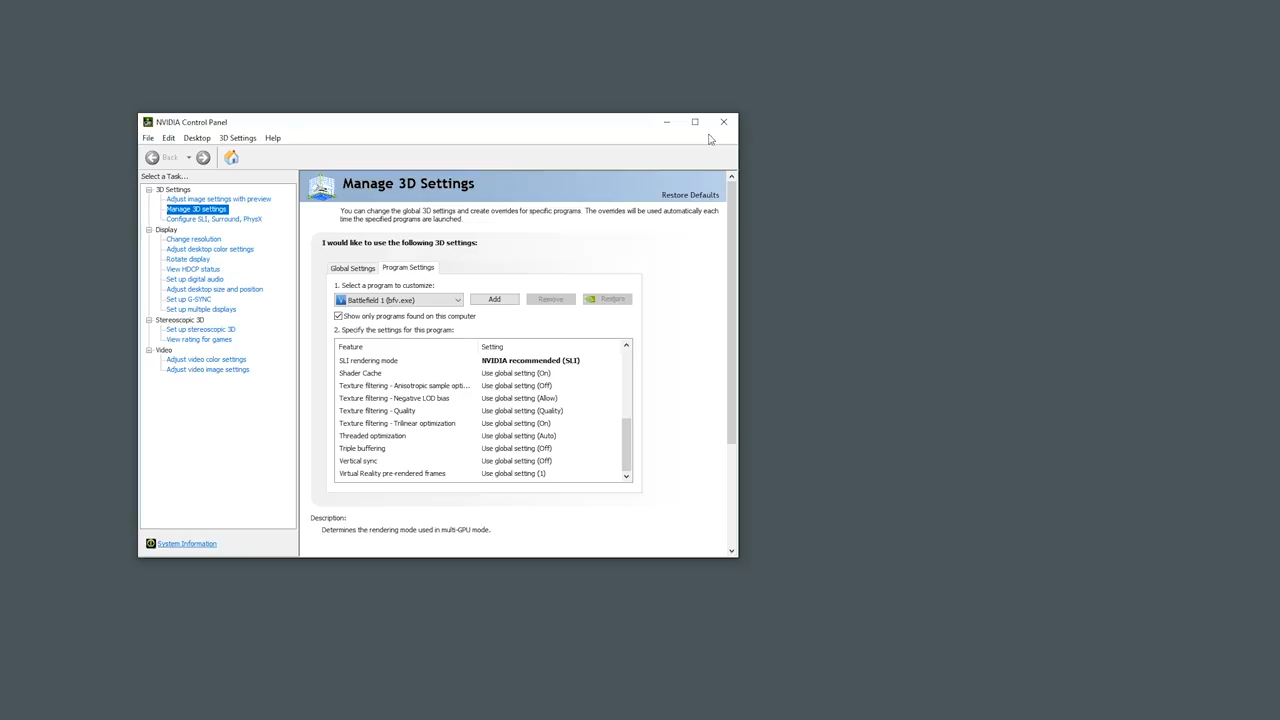 NVIDIA Control Panel
File Edit Desktop 3D Settings Help
Back
Select a Task...
3D Settings
Adjust image settings with preview
Manage 3D settings
Configure SLI, Surround, PhysX
Display
Change resolution
Adjust desktop color settings
Rotate display
View HDCP status
Set up digital audio
Adjust desktop size and position
Set up G-SYNC
Set up multiple displays
Stereoscopic 3D
Set up stereoscopic 3D
View rating for games
Video
Adjust video color settings
Adjust video image settings
System Information
Manage 3D Settings
Restore Defaults
You can change the global 3D settings and create overrides for specific programs. The overrides will be used automatically each
time the specified programs are launched.
I would like to use the following 3D settings:
Global Settings Program Settings
1. Select a program to customize:
Battlefield 1 (bfv.exe) Add Remove Restore
Show only programs found on this computer
2. Specify the settings for this program:
Feature Setting
SLI rendering mode NVIDIA recommended (SLI)
Shader Cache Use global setting (On)
Texture filtering - Anisotropic sample opti... Use global setting (Off)
Texture filtering - Negative LOD bias Use global setting (Allow)
Texture filtering - Quality Use global setting (Quality)
Texture filtering - Trilinear optimization Use global setting (On)
Threaded optimization Use global setting (Auto)
Triple buffering Use global setting (Off)
Vertical sync Use global setting (Off)
Virtual Reality pre-rendered frames Use global setting (1)
Description:
Determines the rendering mode used in multi-GPU mode.